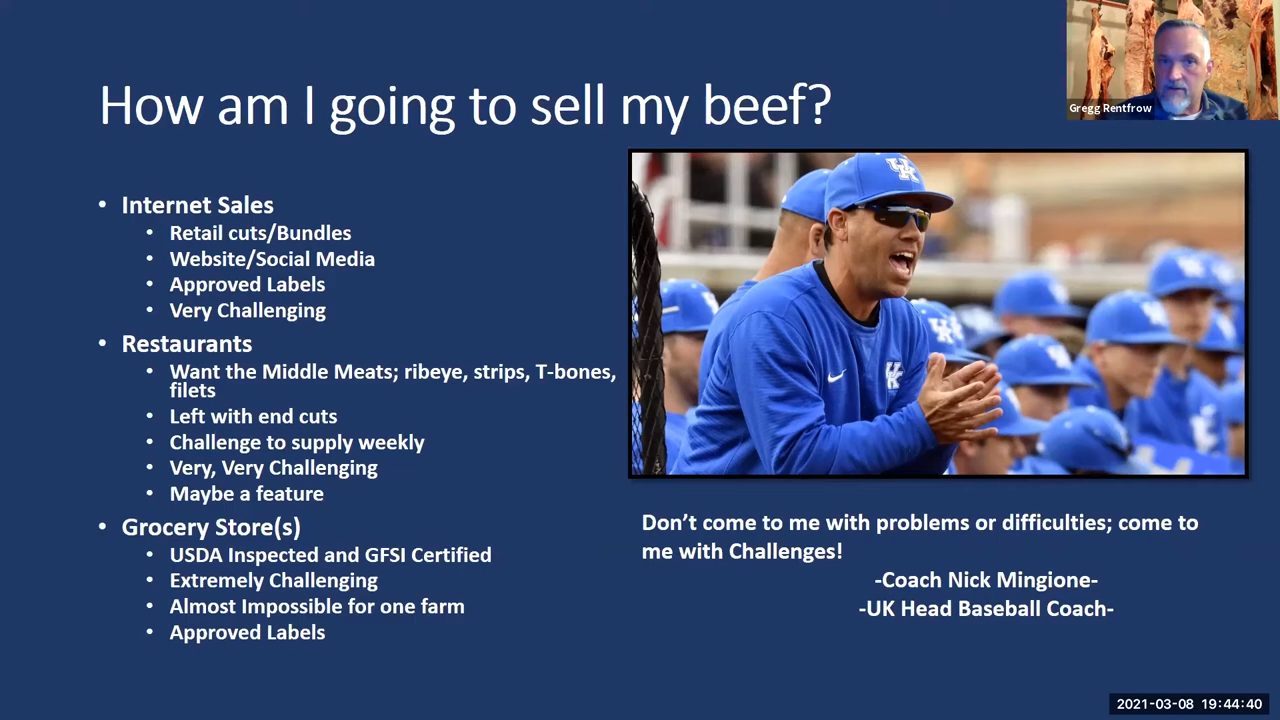 Gregg Rentfrow
How am I going to sell my beef?
• Internet Sales
• Retail cuts/Bundles
• Website/Social Media
• Approved Labels
• Very Challenging
• Restaurants
• Want the Middle Meats; ribeye, strips, T-bones,
filets
• Left with end cuts
• Challenge to supply weekly
• Very, Very Challenging
• Maybe a feature
• Grocery Store(s)
• USDA Inspected and GFSI Certified
• Extremely Challenging
• Almost Impossible for one farm
• Approved Labels
UK
UK
UK
Don’t come to me with problems or difficulties; come to
me with Challenges!
-Coach Nick Mingione-
-UK Head Baseball Coach-
2021-03-08 19:44:40